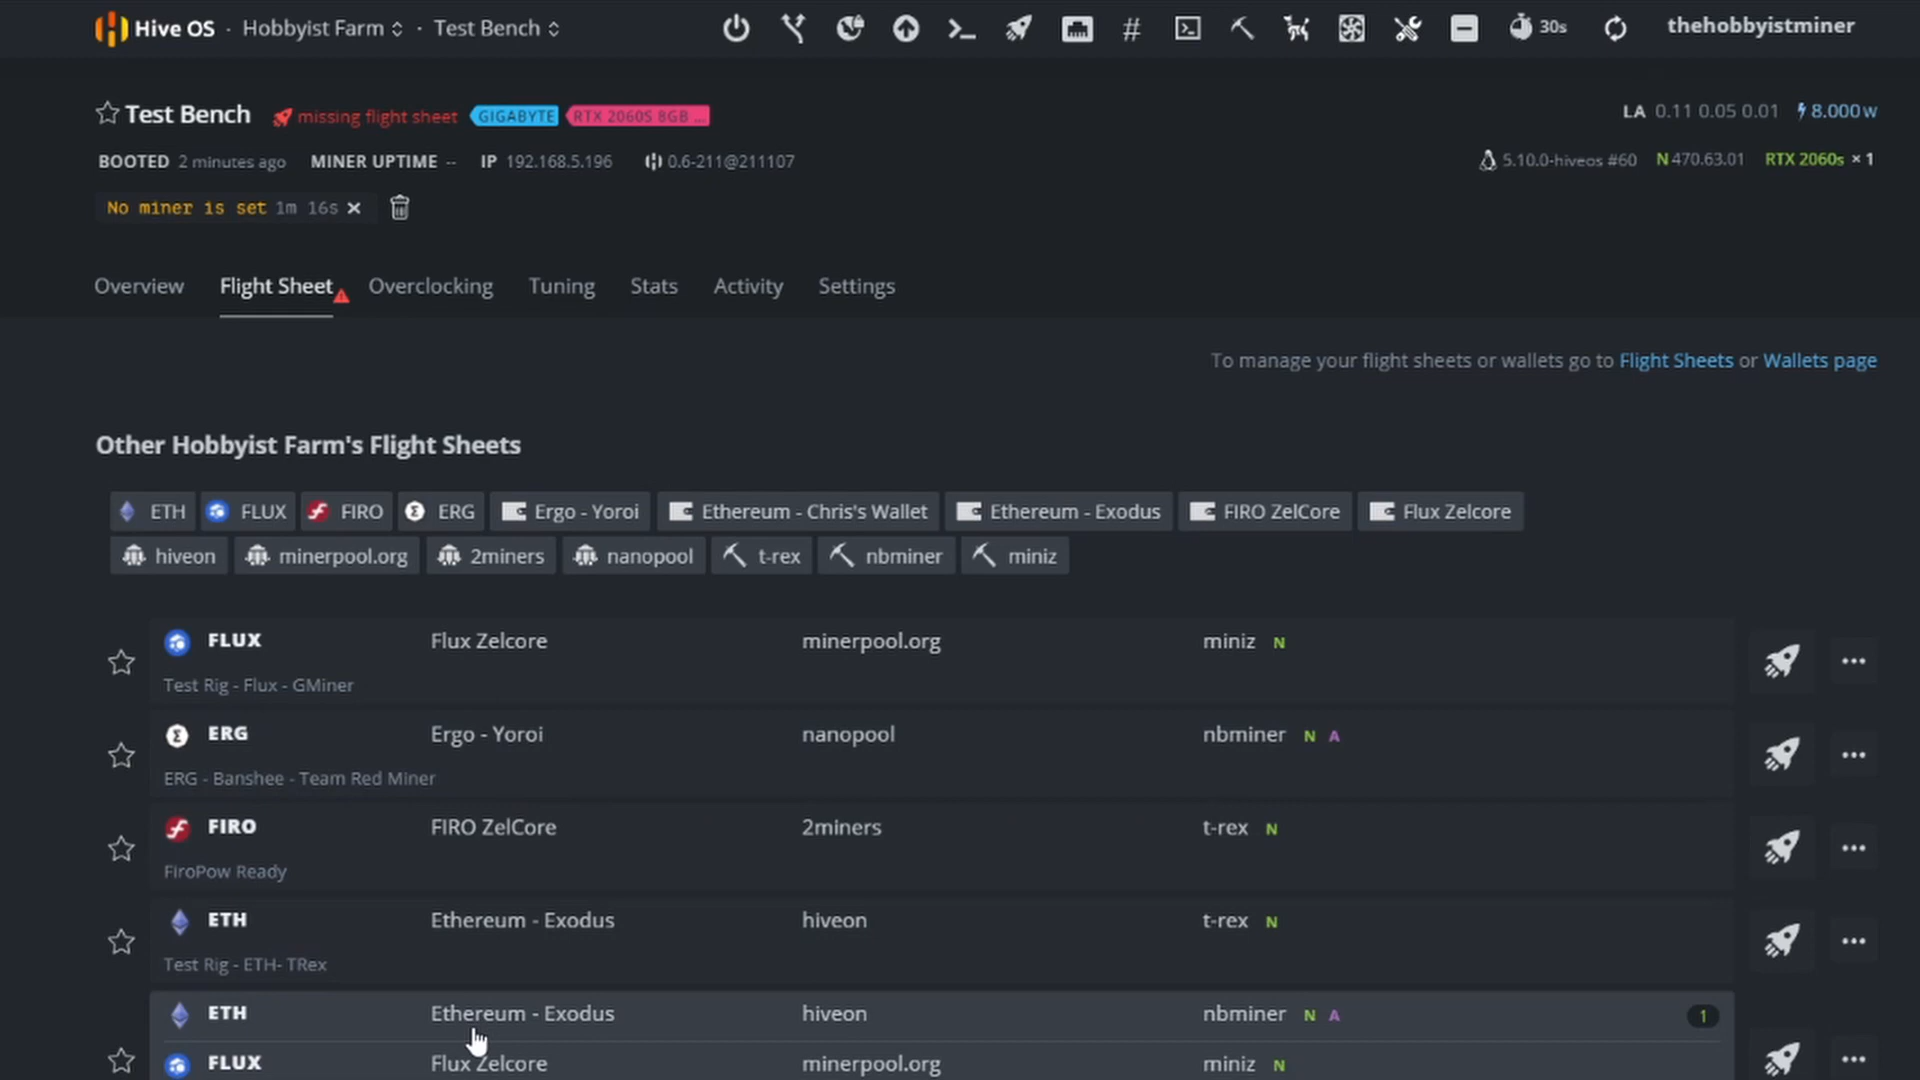 Hive OS · Hobbyist Farm · Test Bench 30s thehobbyistminer
Test Bench missing flight sheet GIGABYTE RTX 2060S 8GB ... LA 0.11 0.05 0.01 8.000 w
BOOTED 2 minutes ago MINER UPTIME -- IP 192.168.5.196 0.6-211@211107 5.10.0-hiveos #60 N 470.63.01 RTX 2060s × 1
No miner is set 1m 16s ×
Overview Flight Sheet Overclocking Tuning Stats Activity Settings
To manage your flight sheets or wallets go to Flight Sheets or Wallets page
Other Hobbyist Farm's Flight Sheets
ETH FLUX FIRO ERG Ergo - Yoroi Ethereum - Chris's Wallet Ethereum - Exodus FIRO ZelCore Flux Zelcore
hiveon minerpool.org 2miners nanopool t-rex nbminer miniz
FLUX Flux Zelcore minerpool.org miniz N
Test Rig - Flux - GMiner
ERG Ergo - Yoroi nanopool nbminer N A
ERG - Banshee - Team Red Miner
FIRO FIRO ZelCore 2miners t-rex N
FiroPow Ready
ETH Ethereum - Exodus hiveon t-rex N
Test Rig - ETH- TRex
ETH Ethereum - Exodus hiveon nbminer N A 1
FLUX Flux Zelcore minerpool.org miniz N